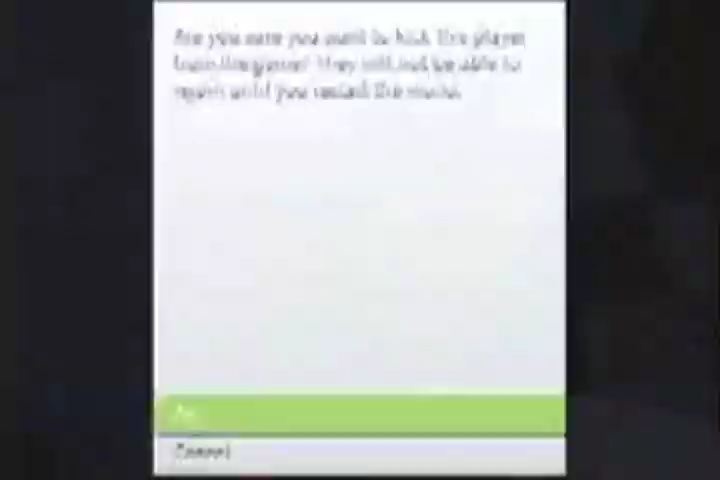 Are you sure you want to kick this player
from the game? They will not be able to
rejoin until you restart the world.
Cancel